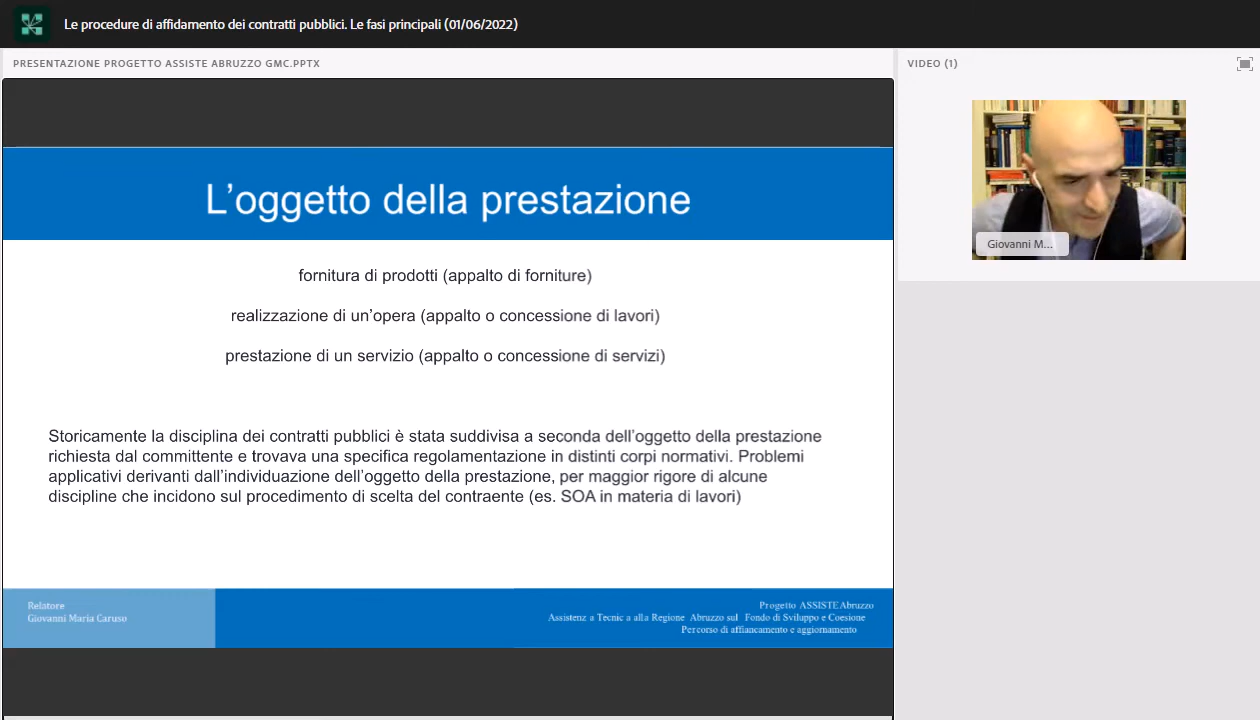 Le procedure di affidamento dei contratti pubblici. Le fasi principali (01/06/2022)
PRESENTAZIONE PROGETTO ASSISTE ABRUZZO GMC.PPTX
VIDEO (1)
L’oggetto della prestazione
fornitura di prodotti (appalto di forniture)
realizzazione di un’opera (appalto o concessione di lavori)
prestazione di un servizio (appalto o concessione di servizi)
Storicamente la disciplina dei contratti pubblici è stata suddivisa a seconda dell’oggetto della prestazione
richiesta dal committente e trovava una specifica regolamentazione in distinti corpi normativi. Problemi
applicativi derivanti dall’individuazione dell’oggetto della prestazione, per maggior rigore di alcune
discipline che incidono sul procedimento di scelta del contraente (es. SOA in materia di lavori)
Giovanni M...
Relatore
Giovanni Maria Caruso
Progetto ASSISTEAbruzzo
Assistenz a Tecnic a alla Regione Abruzzo sul Fondo di Sviluppo e Coesione
Percorso di affiancamento e aggiornamento